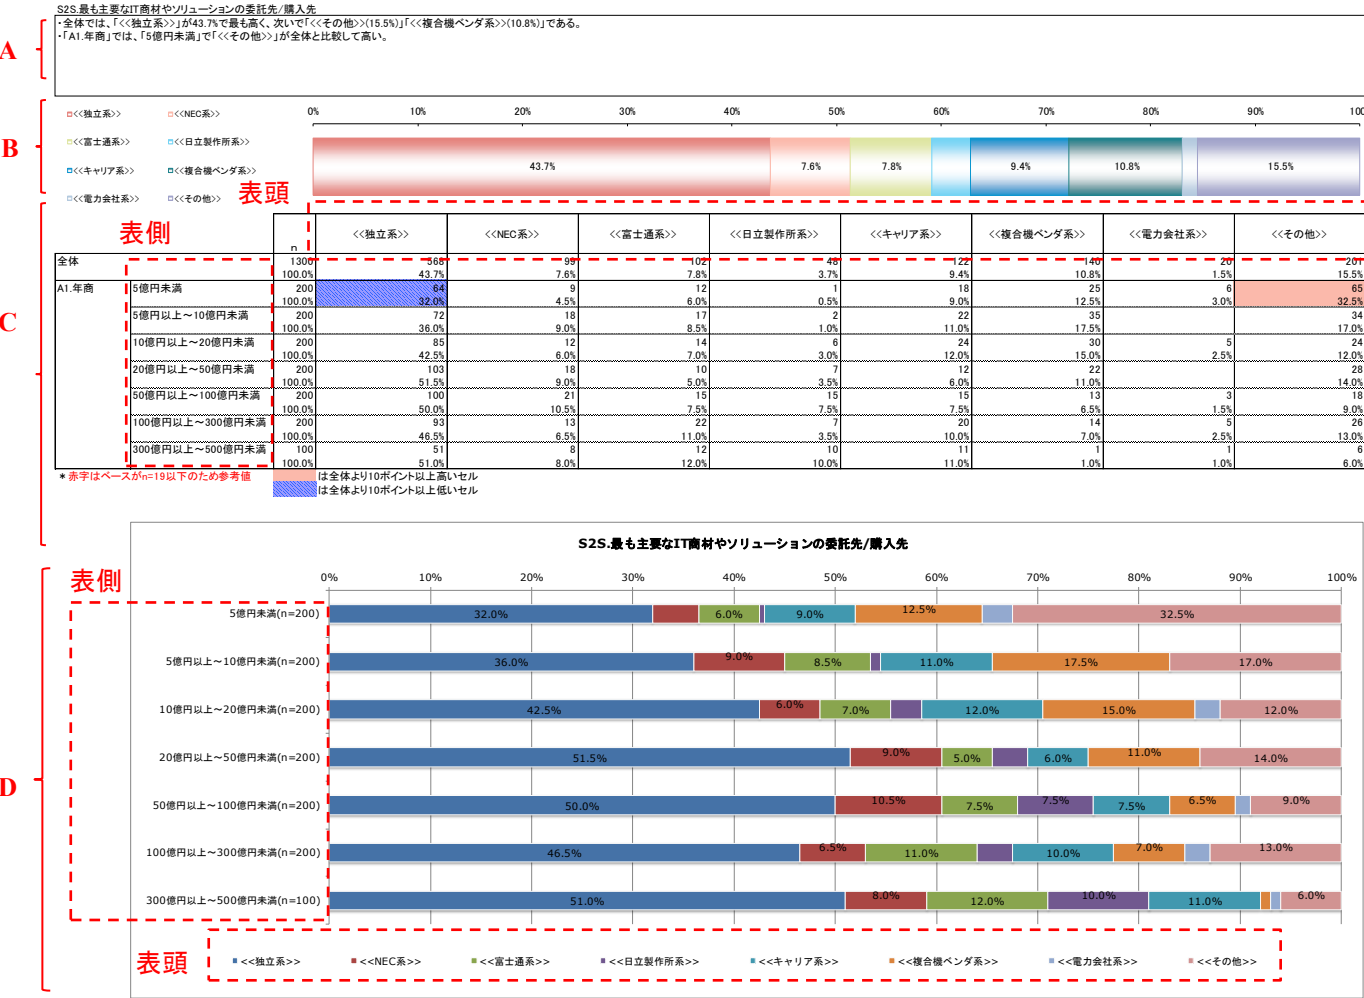 S2S.最も主要なIT商材やソリューションの委託先/購入先
・全体では、「<<独立系>>」が43.7%で最も高く、次いで「<<その他>>(15.5%)」「<<複合機ベンダ系>>(10.8%)」である。
・「A1.年商」では、「5億円未満」で「<<その他>>」が全体と比較して高い。
A
B
<<独立系>> <<NEC系>>
<<富士通系>> <<日立製作所系>>
<<キャリア系>> <<複合機ベンダ系>>
<<電力会社系>> <<その他>>
0% 10% 20% 30% 40% 50% 60% 70% 80% 90% 100
43.7% 7.6% 7.8% 9.4% 10.8% 15.5%
表頭
表側
C
n <<独立系>> <<NEC系>> <<富士通系>> <<日立製作所系>> <<キャリア系>> <<複合機ベンダ系>> <<電力会社系>> <<その他>>
全体 1300 568 99 102 48 122 140 20 201
100.0% 43.7% 7.6% 7.8% 3.7% 9.4% 10.8% 1.5% 15.5%
A1.年商 5億円未満 200 64 9 12 1 18 25 6 65
100.0% 32.0% 4.5% 6.0% 0.5% 9.0% 12.5% 3.0% 32.5%
5億円以上～10億円未満 200 72 18 17 2 22 35 34
100.0% 36.0% 9.0% 8.5% 1.0% 11.0% 17.5% 17.0%
10億円以上～20億円未満 200 85 12 14 6 24 30 5 24
100.0% 42.5% 6.0% 7.0% 3.0% 12.0% 15.0% 2.5% 12.0%
20億円以上～50億円未満 200 103 18 10 7 12 22 28
100.0% 51.5% 9.0% 5.0% 3.5% 6.0% 11.0% 14.0%
50億円以上～100億円未満 200 100 21 15 15 15 13 3 18
100.0% 50.0% 10.5% 7.5% 7.5% 7.5% 6.5% 1.5% 9.0%
100億円以上～300億円未満 200 93 13 22 7 20 14 5 26
100.0% 46.5% 6.5% 11.0% 3.5% 10.0% 7.0% 2.5% 13.0%
300億円以上～500億円未満 100 51 8 12 10 11 1 1 6
100.0% 51.0% 8.0% 12.0% 10.0% 11.0% 1.0% 1.0% 6.0%
* 赤字はベースがn=19以下のため参考値 は全体より10ポイント以上高いセル
は全体より10ポイント以上低いセル
D
S2S.最も主要なIT商材やソリューションの委託先/購入先
表側
0% 10% 20% 30% 40% 50% 60% 70% 80% 90% 100%
5億円未満(n=200) 32.0% 6.0% 9.0% 12.5% 32.5%
5億円以上～10億円未満(n=200) 36.0% 9.0% 8.5% 11.0% 17.5% 17.0%
10億円以上～20億円未満(n=200) 42.5% 6.0% 7.0% 12.0% 15.0% 12.0%
20億円以上～50億円未満(n=200) 51.5% 9.0% 5.0% 6.0% 11.0% 14.0%
50億円以上～100億円未満(n=200) 50.0% 10.5% 7.5% 7.5% 7.5% 6.5% 9.0%
100億円以上～300億円未満(n=200) 46.5% 6.5% 11.0% 10.0% 7.0% 13.0%
300億円以上～500億円未満(n=100) 51.0% 8.0% 12.0% 10.0% 11.0% 6.0%
表頭
<<独立系>> <<NEC系>> <<富士通系>> <<日立製作所系>> <<キャリア系>> <<複合機ベンダ系>> <<電力会社系>> <<その他>>